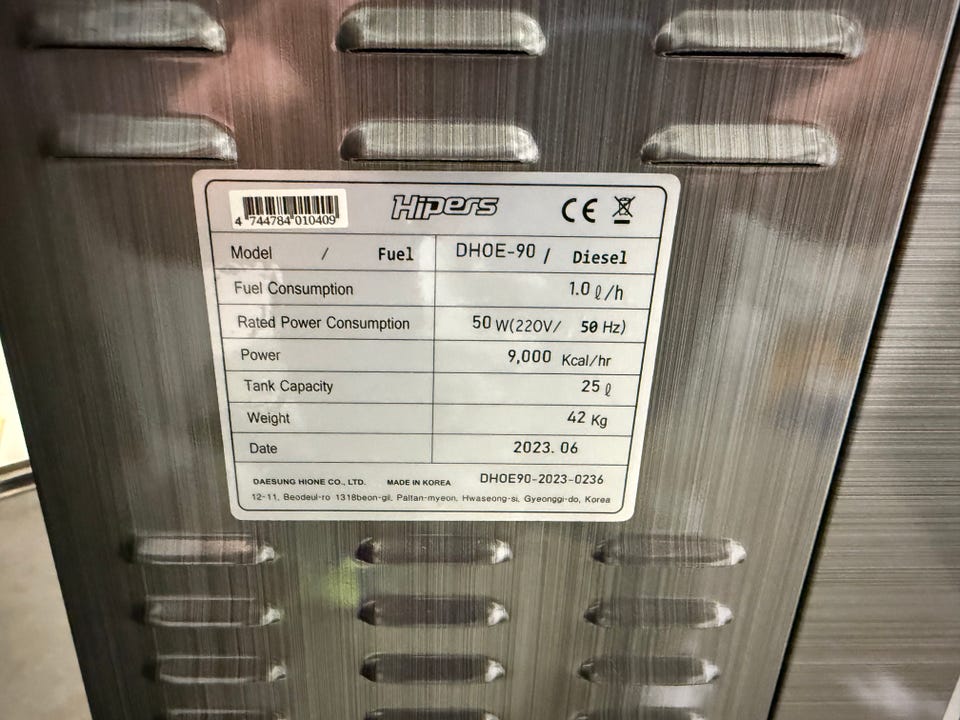 Hipers CE
4 744784 010409
Model / Fuel DHOE-90 / Diesel
Fuel Consumption 1.0 ℓ/h
Rated Power Consumption 50 W(220V/ 50 Hz)
Power 9,000 Kcal/hr
Tank Capacity 25 ℓ
Weight 42 Kg
Date 2023. 06
DAESUNG HIONE CO., LTD. MADE IN KOREA DHOE90-2023-0236
12-11, Beodeul-ro 1318beon-gil, Paltan-myeon, Hwaseong-si, Gyeonggi-do, Korea